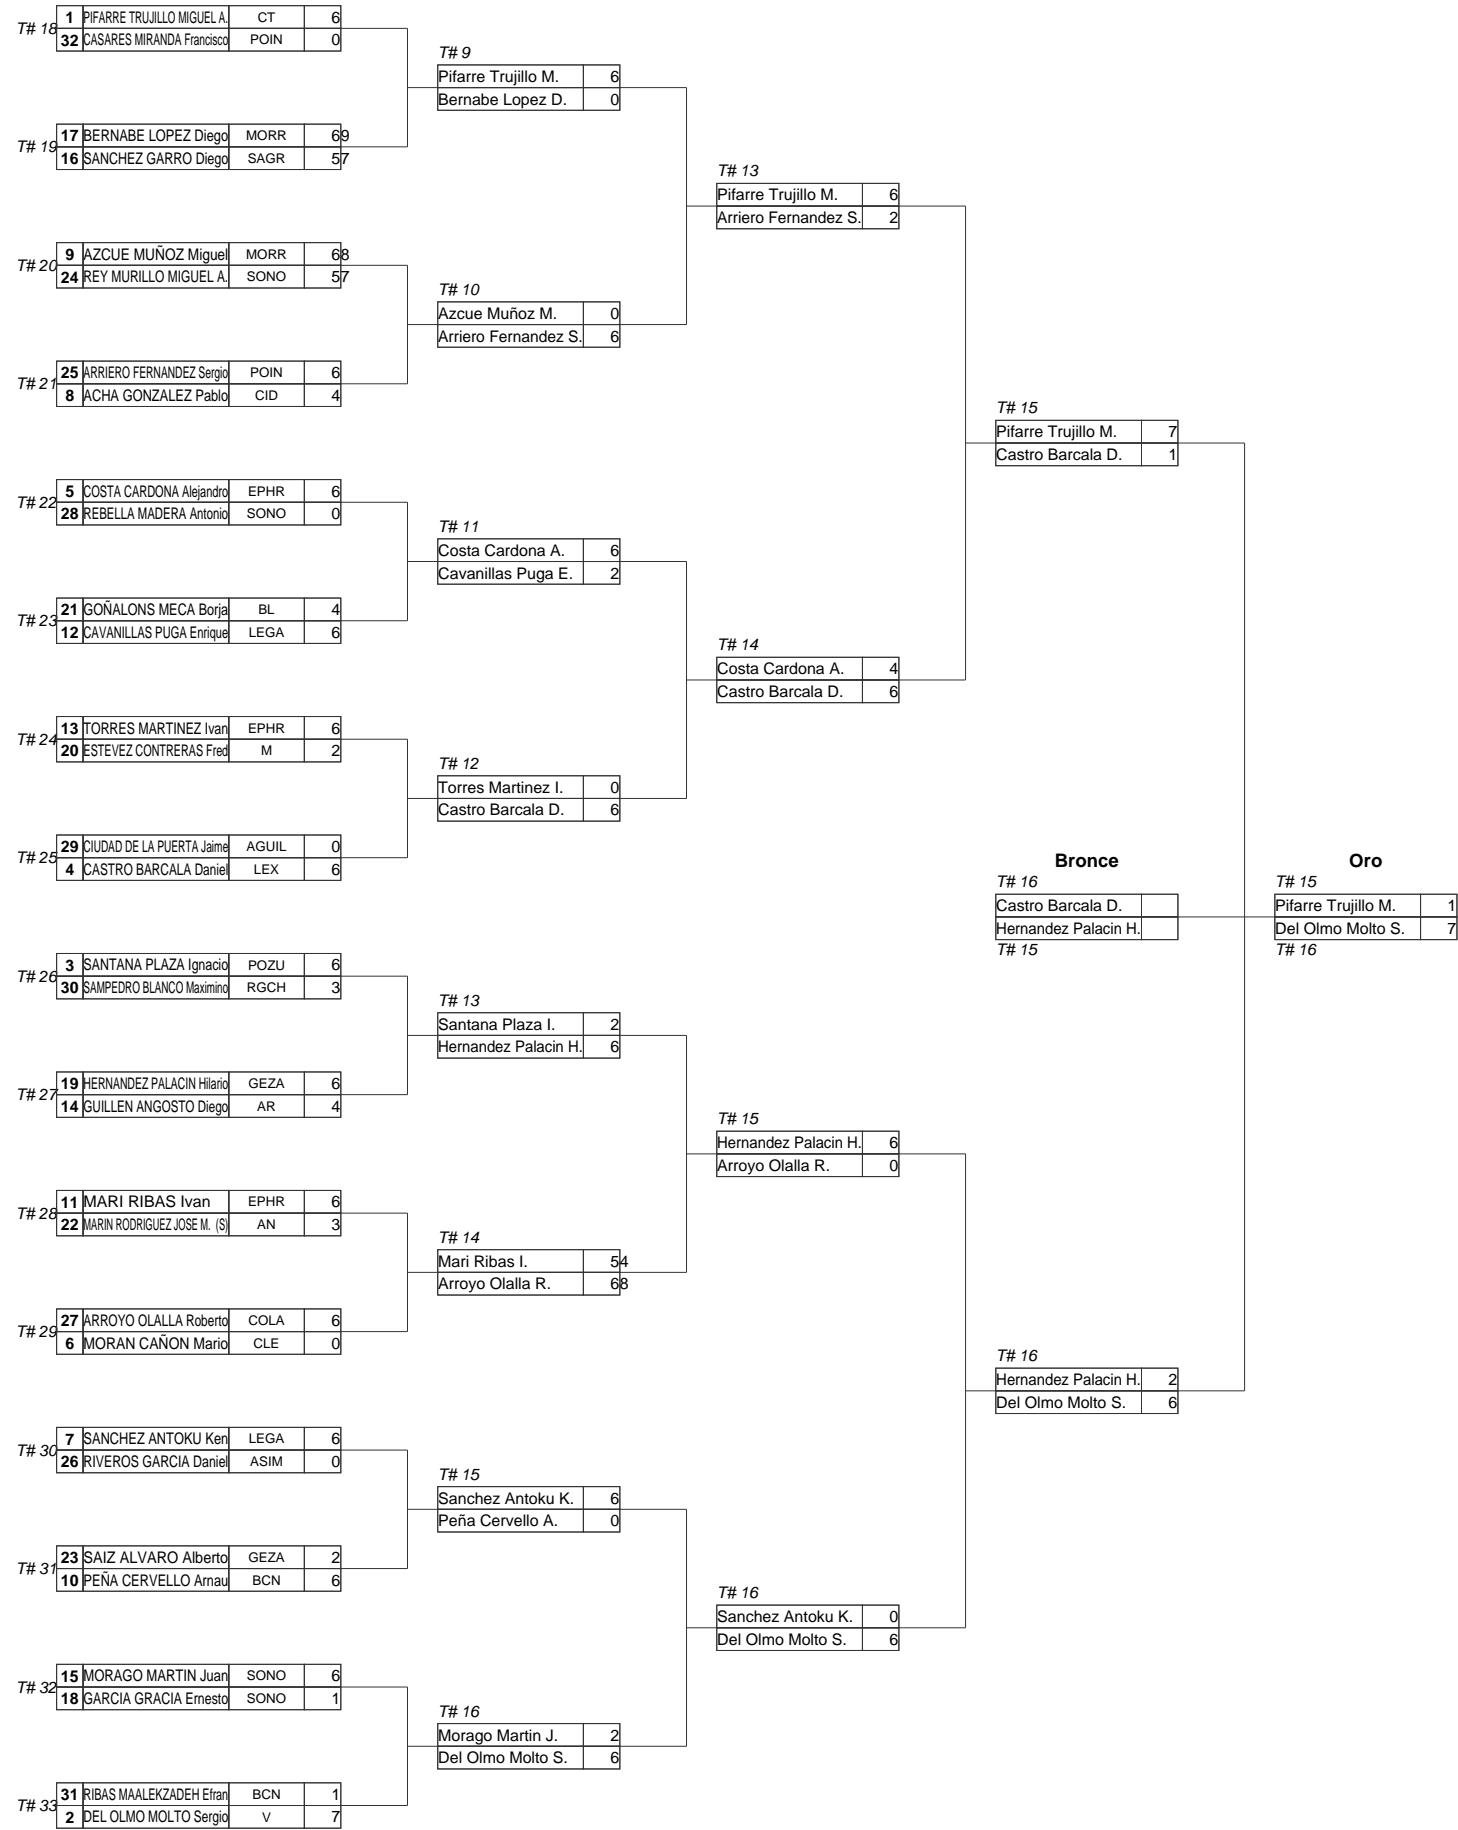 T# 18
1 PIFARRE TRUJILLO MIGUEL A. CT 6
32 CASARES MIRANDA Francisco POIN 0
T# 19
17 BERNABE LOPEZ Diego MORR 69
16 SANCHEZ GARRO Diego SAGR 57
T# 20
9 AZCUE MUÑOZ Miguel MORR 68
24 REY MURILLO MIGUEL A. SONO 57
T# 21
25 ARRIERO FERNANDEZ Sergio POIN 6
8 ACHA GONZALEZ Pablo CID 4
T# 22
5 COSTA CARDONA Alejandro EPHR 6
28 REBELLA MADERA Antonio SONO 0
T# 23
21 GOÑALONS MECA Borja BL 4
12 CAVANILLAS PUGA Enrique LEGA 6
T# 24
13 TORRES MARTINEZ Ivan EPHR 6
20 ESTEVEZ CONTRERAS Fred M 2
T# 25
29 CIUDAD DE LA PUERTA Jaime AGUIL 0
4 CASTRO BARCALA Daniel LEX 6
T# 26
3 SANTANA PLAZA Ignacio POZU 6
30 SAMPEDRO BLANCO Maximino RGCH 3
T# 27
19 HERNANDEZ PALACIN Hilario GEZA 6
14 GUILLEN ANGOSTO Diego AR 4
T# 28
11 MARI RIBAS Ivan EPHR 6
22 MARIN RODRIGUEZ JOSE M. (S) AN 3
T# 29
27 ARROYO OLALLA Roberto COLA 6
6 MORAN CAÑON Mario CLE 0
T# 30
7 SANCHEZ ANTOKU Ken LEGA 6
26 RIVEROS GARCIA Daniel ASIM 0
T# 31
23 SAIZ ALVARO Alberto GEZA 2
10 PEÑA CERVELLO Arnau BCN 6
T# 32
15 MORAGO MARTIN Juan SONO 6
18 GARCIA GRACIA Ernesto SONO 1
T# 33
31 RIBAS MAALEKZADEH Efran BCN 1
2 DEL OLMO MOLTO Sergio V 7
T# 9
Pifarre Trujillo M. 6
Bernabe Lopez D. 0
T# 10
Azcue Muñoz M. 0
Arriero Fernandez S. 6
T# 11
Costa Cardona A. 6
Cavanillas Puga E. 2
T# 12
Torres Martinez I. 0
Castro Barcala D. 6
T# 13
Santana Plaza I. 2
Hernandez Palacin H. 6
T# 14
Mari Ribas I. 54
Arroyo Olalla R. 68
T# 15
Sanchez Antoku K. 6
Peña Cervello A. 0
T# 16
Morago Martin J. 2
Del Olmo Molto S. 6
T# 13
Pifarre Trujillo M. 6
Arriero Fernandez S. 2
T# 14
Costa Cardona A. 4
Castro Barcala D. 6
T# 15
Hernandez Palacin H. 6
Arroyo Olalla R. 0
T# 16
Sanchez Antoku K. 0
Del Olmo Molto S. 6
T# 15
Pifarre Trujillo M. 7
Castro Barcala D. 1
T# 16
Hernandez Palacin H. 2
Del Olmo Molto S. 6
Bronce
T# 16
Castro Barcala D.
Hernandez Palacin H.
T# 15
Oro
T# 15
Pifarre Trujillo M. 1
Del Olmo Molto S. 7
T# 16